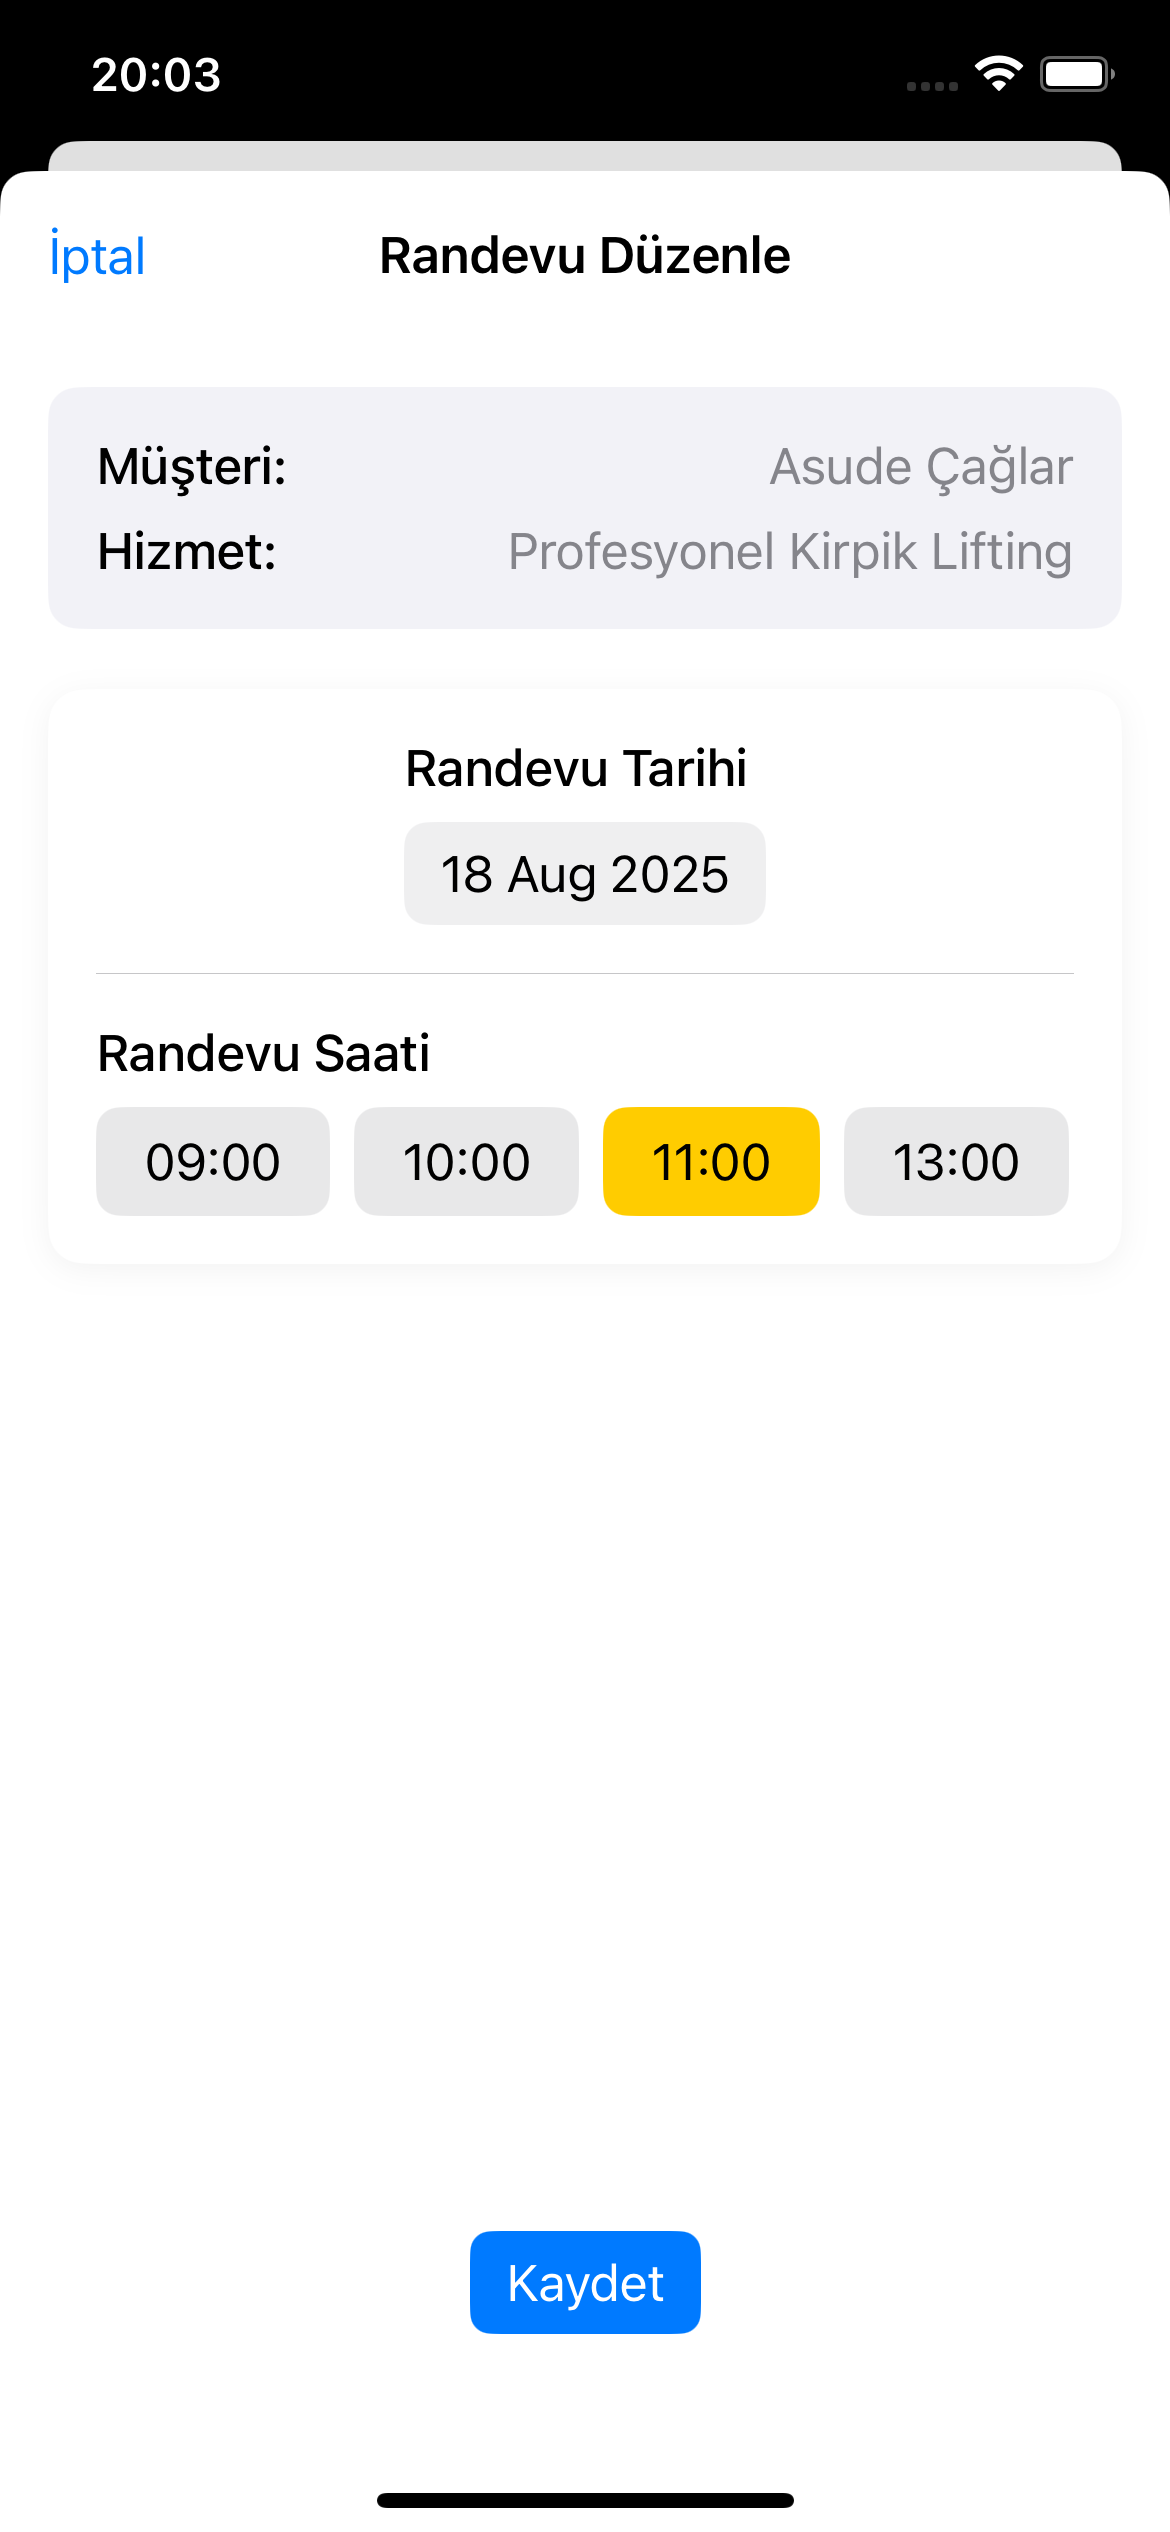 20:03
İptal
Randevu Düzenle
Müşteri:
Asude Çağlar
Hizmet:
Profesyonel Kirpik Lifting
Randevu Tarihi
18 Aug 2025
Randevu Saati
09:00
10:00
11:00
13:00
Kaydet